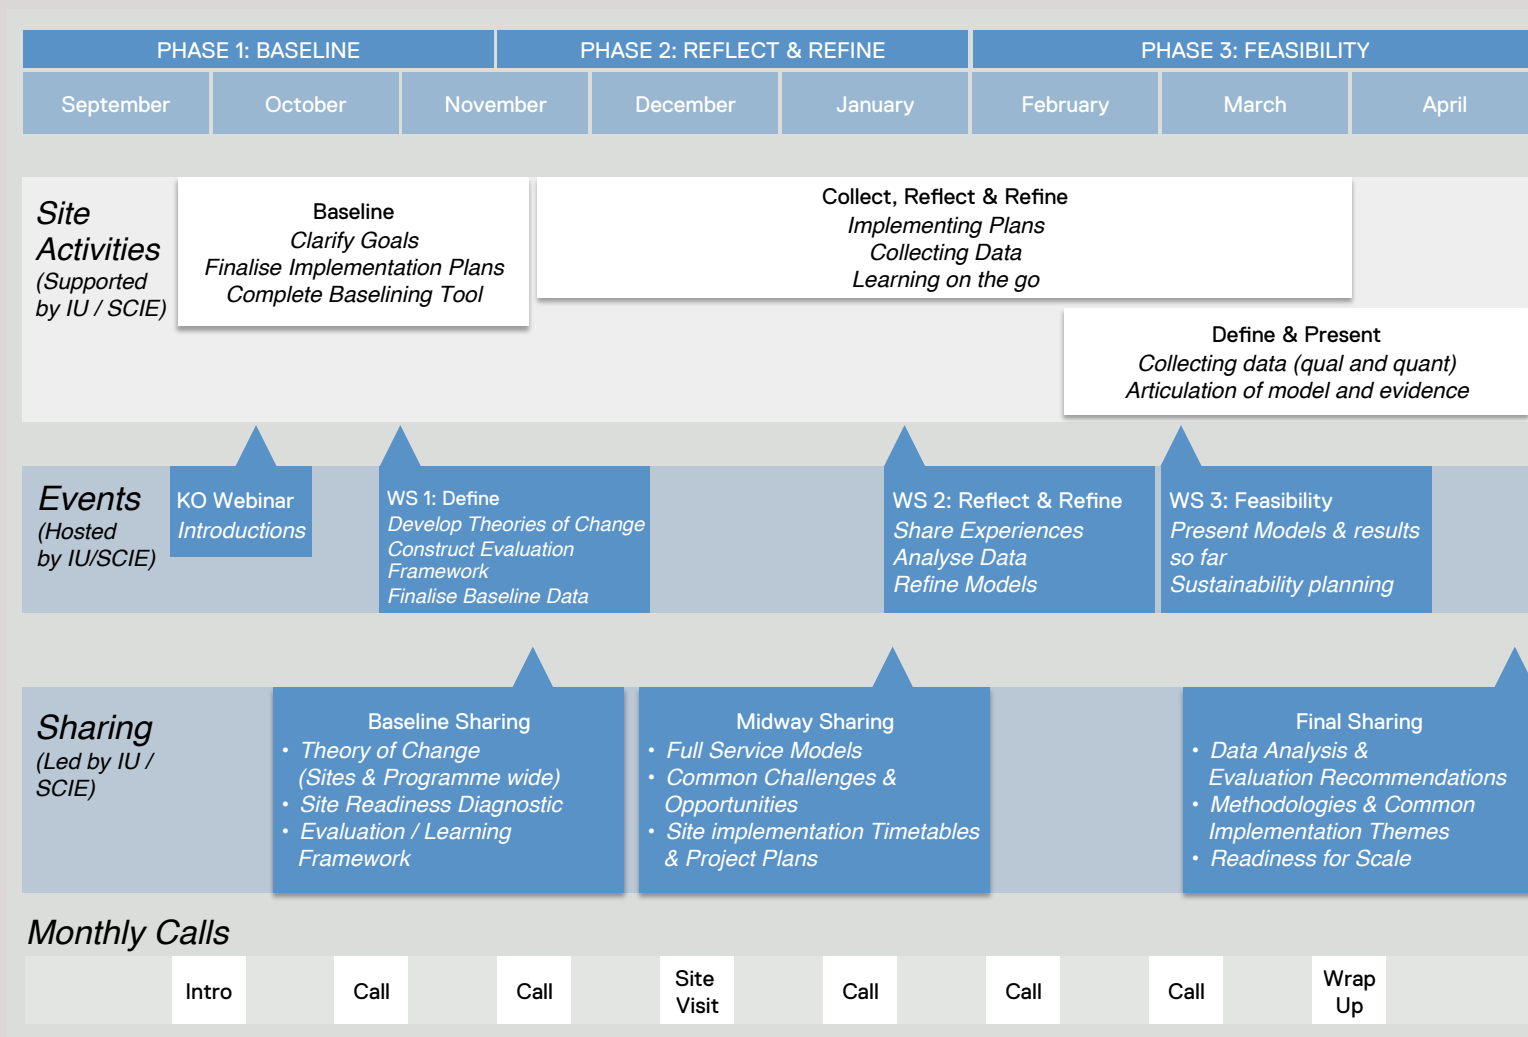 PHASE 1: BASELINE
PHASE 2: REFLECT & REFINE
PHASE 3: FEASIBILITY
September
October
November
December
January
February
March
April
Site
Activities
(Supported
by IU / SCIE)
Baseline
Clarify Goals
Finalise Implementation Plans
Complete Baselining Tool
Collect, Reflect & Refine
Implementing Plans
Collecting Data
Learning on the go
Define & Present
Collecting data (qual and quant)
Articulation of model and evidence
Events
(Hosted
by IU/SCIE)
KO Webinar
Introductions
WS 1: Define
Develop Theories of Change
Construct Evaluation
Framework
Finalise Baseline Data
WS 2: Reflect & Refine
Share Experiences
Analyse Data
Refine Models
WS 3: Feasibility
Present Models & results
so far
Sustainability planning
Sharing
(Led by IU /
SCIE)
Baseline Sharing
• Theory of Change
(Sites & Programme wide)
• Site Readiness Diagnostic
• Evaluation / Learning
Framework
Midway Sharing
• Full Service Models
• Common Challenges &
Opportunities
• Site implementation Timetables
& Project Plans
Final Sharing
• Data Analysis &
Evaluation Recommendations
• Methodologies & Common
Implementation Themes
• Readiness for Scale
Monthly Calls
Intro
Call
Call
Site
Visit
Call
Call
Call
Wrap
Up